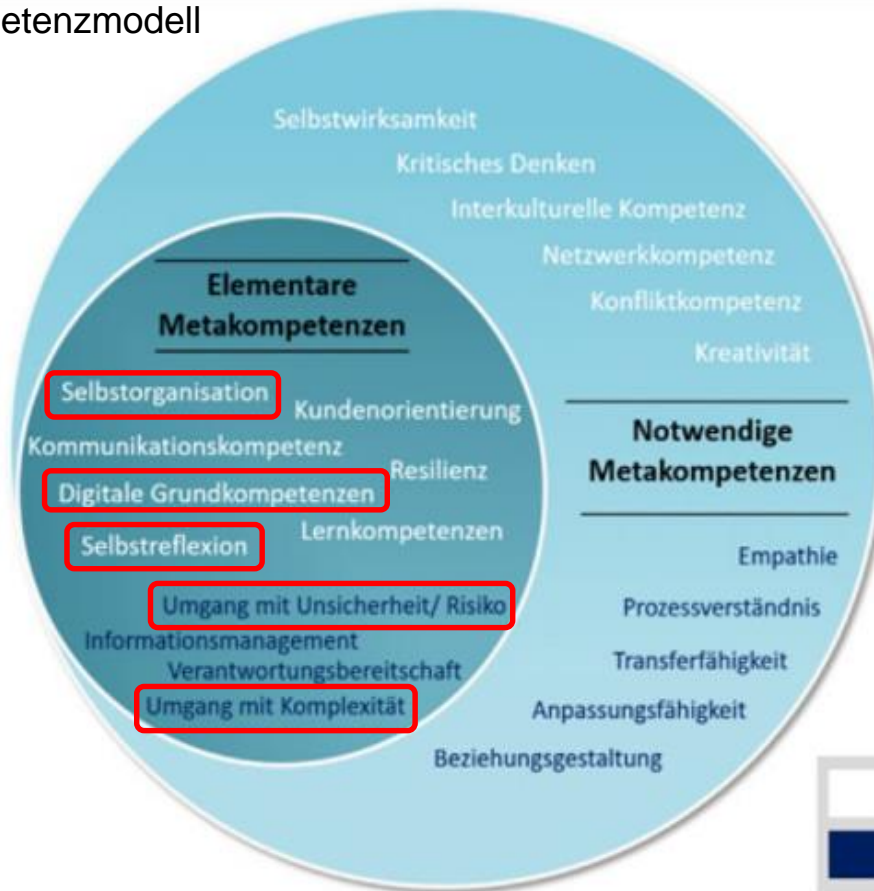 etenzmodell
Selbstwirksamkeit
Kritisches Denken
Interkulturelle Kompetenz
Netzwerkkompetenz
Konfliktkompetenz
Kreativität
Elementare
Metakompetenzen
Selbstorganisation
Kundenorientierung
Kommunikationskompetenz
Resilienz
Digitale Grundkompetenzen
Lernkompetenzen
Selbstreflexion
Umgang mit Unsicherheit/ Risiko
Informationsmanagement
Verantwortungsbereitschaft
Umgang mit Komplexität
Notwendige
Metakompetenzen
Empathie
Prozessverständnis
Transferfähigkeit
Anpassungsfähigkeit
Beziehungsgestaltung